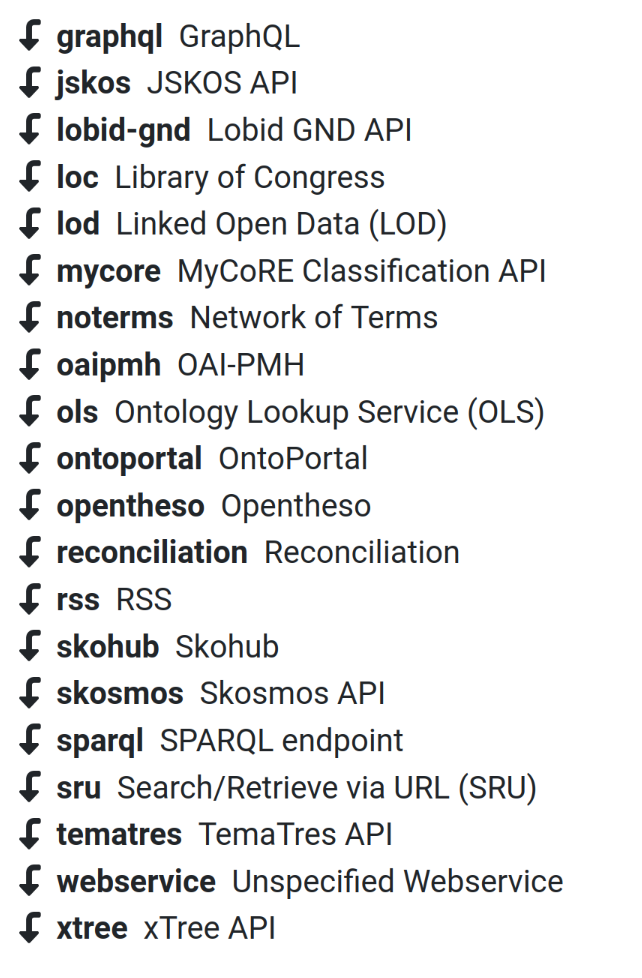 graphql GraphQL
jskos JSKOS API
lobid-gnd Lobid GND API
loc Library of Congress
lod Linked Open Data (LOD)
mycore MyCoRE Classification API
noterms Network of Terms
oaipmh OAI-PMH
ols Ontology Lookup Service (OLS)
ontoportal OntoPortal
opentheso Opentheso
reconciliation Reconciliation
rss RSS
skohub Skohub
skosmos Skosmos API
sparql SPARQL endpoint
sru Search/Retrieve via URL (SRU)
tematres TemaTres API
webservice Unspecified Webservice
xtree xTree API